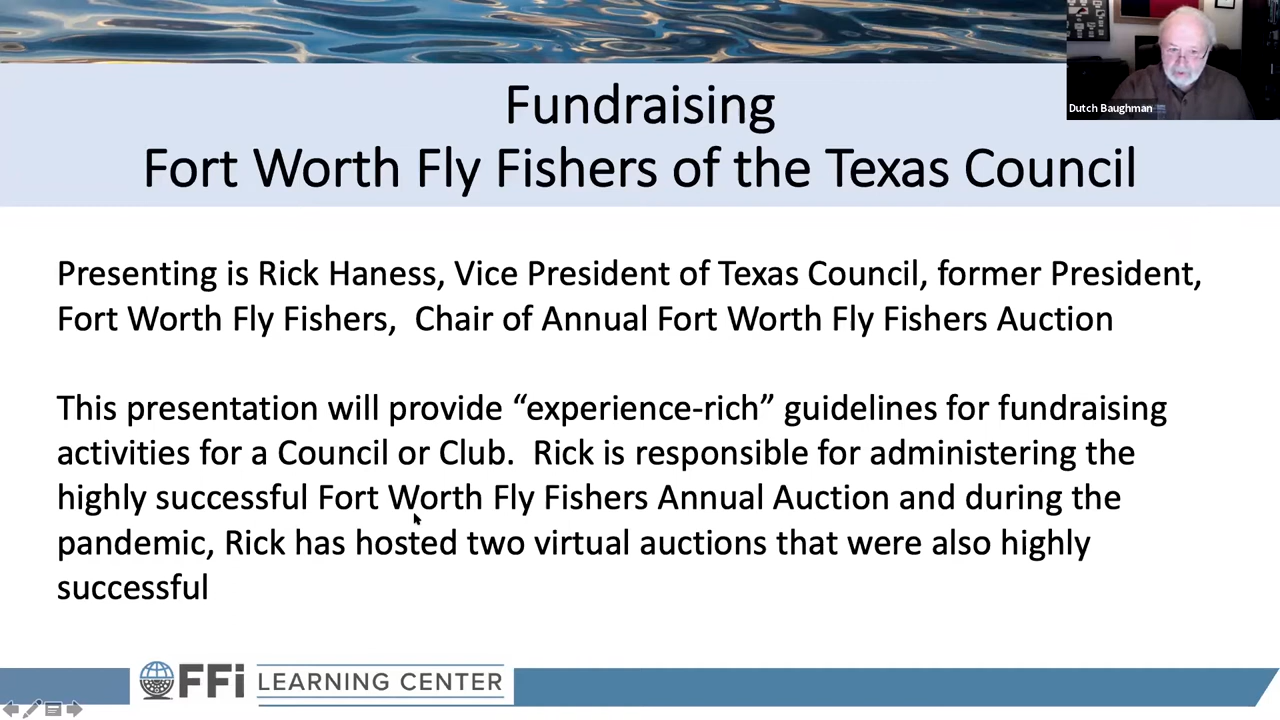 Dutch Baughman
Fundraising
Fort Worth Fly Fishers of the Texas Council
Presenting is Rick Haness, Vice President of Texas Council, former President,
Fort Worth Fly Fishers,  Chair of Annual Fort Worth Fly Fishers Auction
This presentation will provide “experience-rich” guidelines for fundraising
activities for a Council or Club.  Rick is responsible for administering the
highly successful Fort Worth Fly Fishers Annual Auction and during the
pandemic, Rick has hosted two virtual auctions that were also highly
successful
FFi LEARNING CENTER